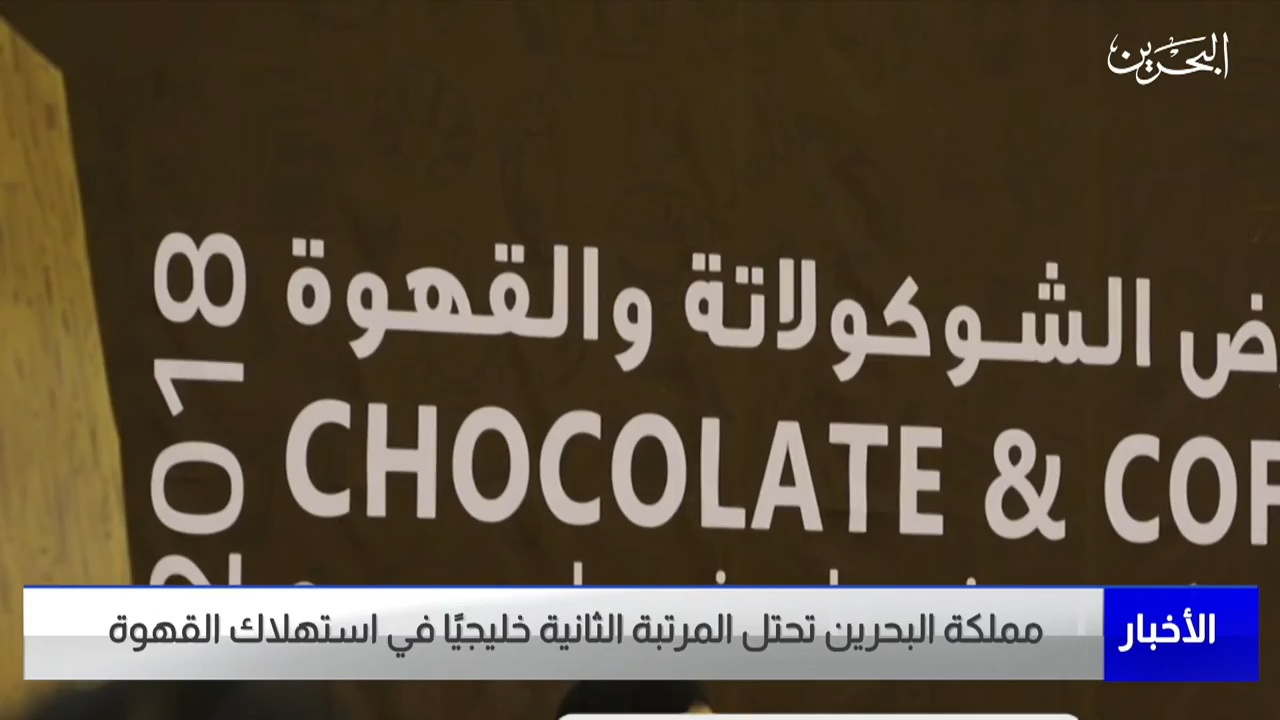 البحرين
ض الشوكولاتة والقهوة
2018
CHOCOLATE & COF
الأخبار
مملكة البحرين تحتل المرتبة الثانية خليجيًا في استهلاك القهوة